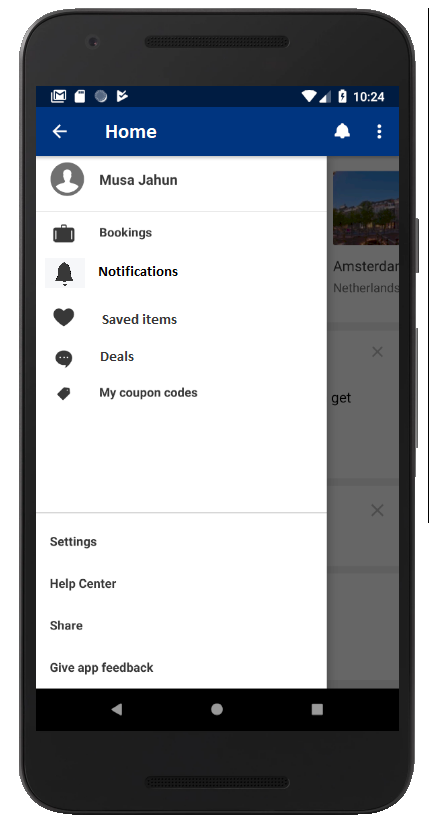 10:24
Home
Musa Jahun
Bookings
Notifications
Saved items
Deals
My coupon codes
Amsterdar
Netherlands
get
Settings
Help Center
Share
Give app feedback